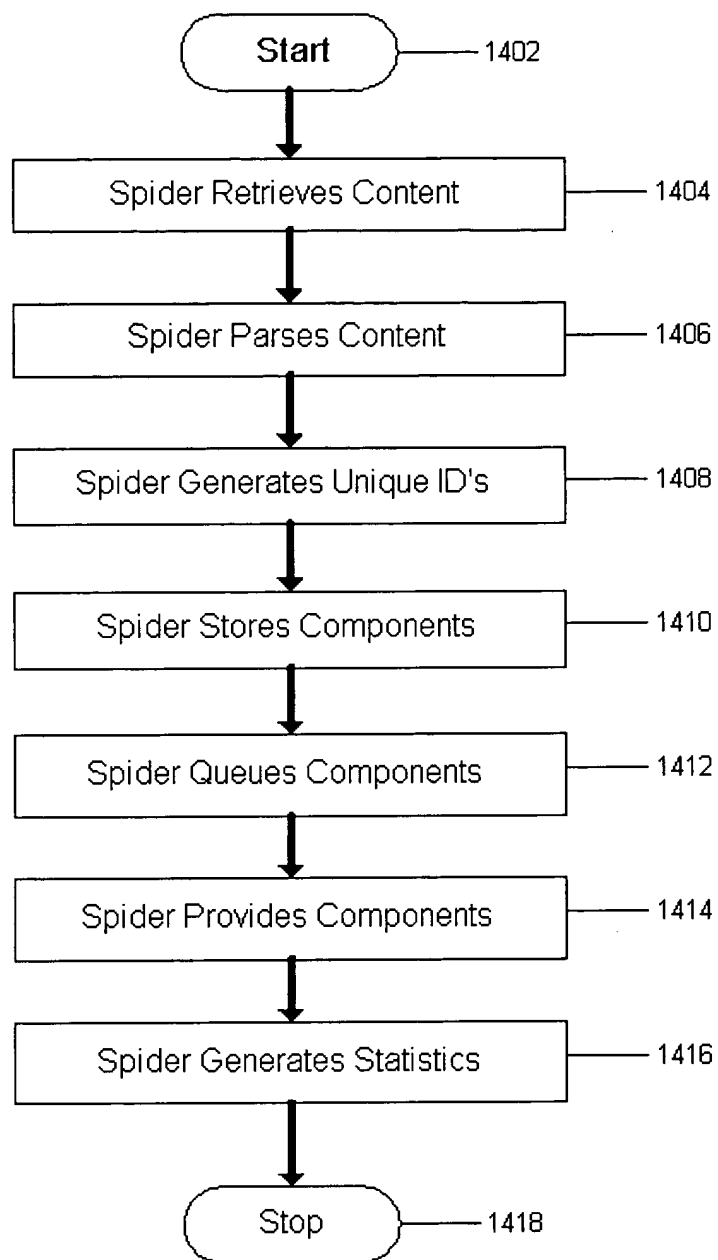 Start 1402
Spider Retrieves Content 1404
Spider Parses Content 1406
Spider Generates Unique ID's 1408
Spider Stores Components 1410
Spider Queues Components 1412
Spider Provides Components 1414
Spider Generates Statistics 1416
Stop 1418